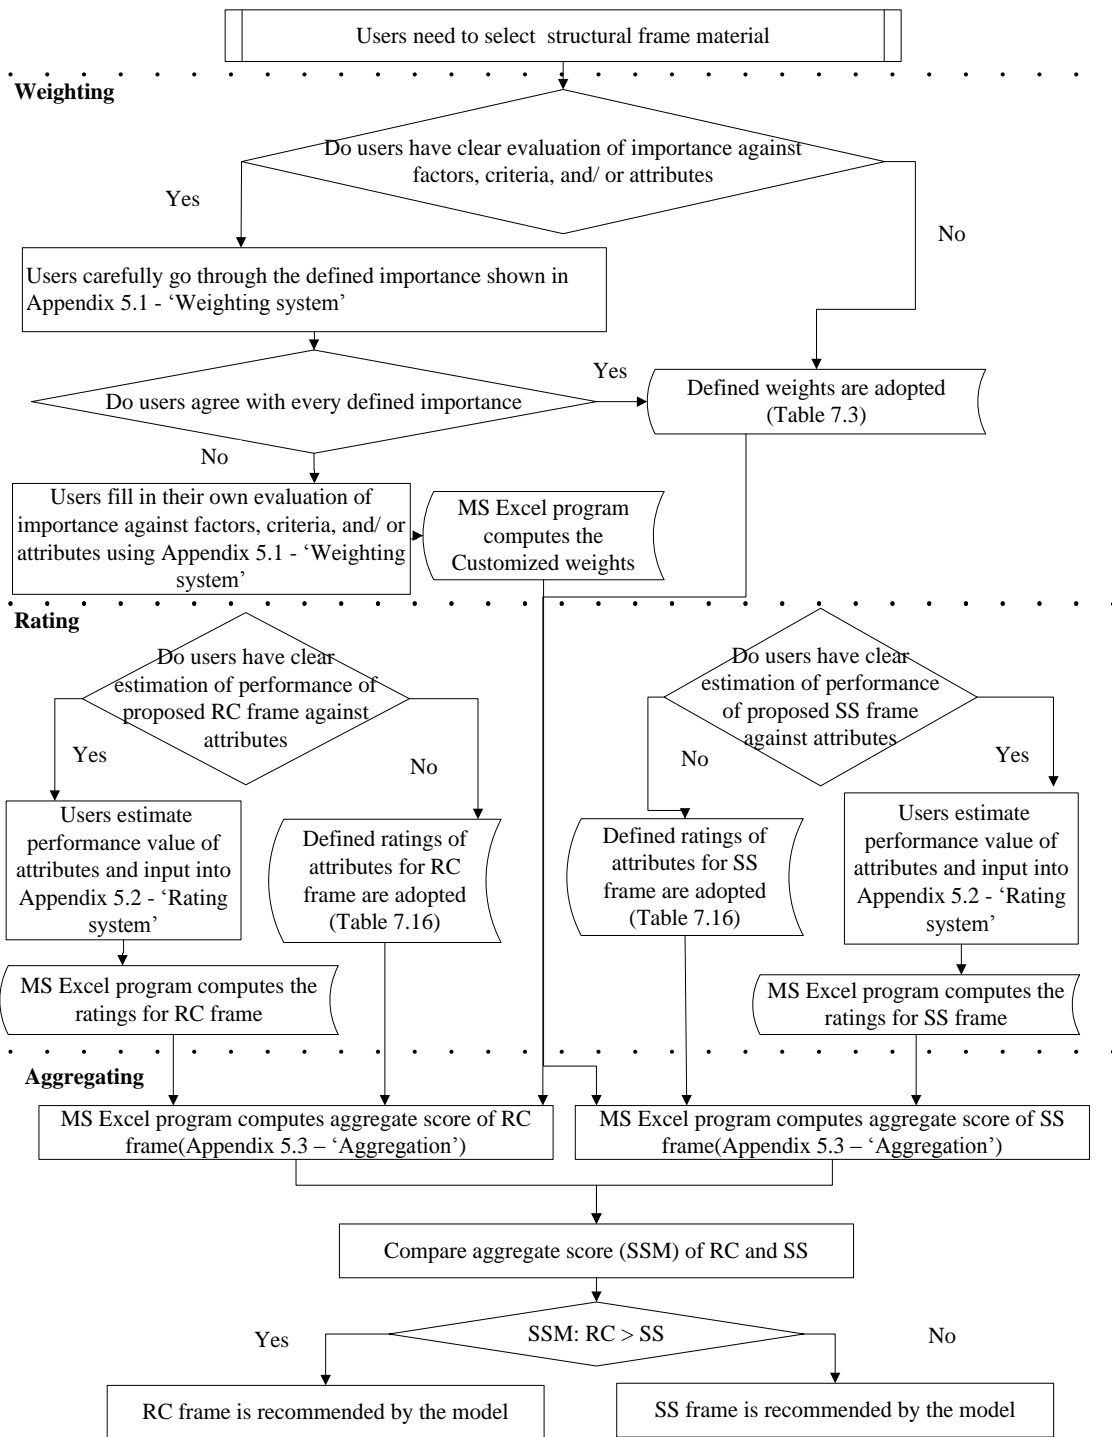 Users need to select structural frame material
Weighting
Do users have clear evaluation of importance against
factors, criteria, and/ or attributes
Yes
No
Users carefully go through the defined importance shown in
Appendix 5.1 - ‘Weighting system’
Do users agree with every defined importance
Yes
Defined weights are adopted
(Table 7.3)
No
Users fill in their own evaluation of
importance against factors, criteria, and/ or
attributes using Appendix 5.1 - ‘Weighting
system’
MS Excel program
computes the
Customized weights
Rating
Do users have clear
estimation of performance of
proposed RC frame against
attributes
Yes
No
Do users have clear
estimation of performance
of proposed SS frame
against attributes
No
Yes
Users estimate
performance value of
attributes and input into
Appendix 5.2 - ‘Rating
system’
Defined ratings of
attributes for RC
frame are adopted
(Table 7.16)
Defined ratings of
attributes for SS
frame are adopted
(Table 7.16)
Users estimate
performance value of
attributes and input into
Appendix 5.2 - ‘Rating
system’
MS Excel program computes the
ratings for RC frame
MS Excel program computes the
ratings for SS frame
Aggregating
MS Excel program computes aggregate score of RC
frame(Appendix 5.3 – ‘Aggregation’)
MS Excel program computes aggregate score of SS
frame(Appendix 5.3 – ‘Aggregation’)
Compare aggregate score (SSM) of RC and SS
SSM: RC > SS
Yes
No
RC frame is recommended by the model
SS frame is recommended by the model